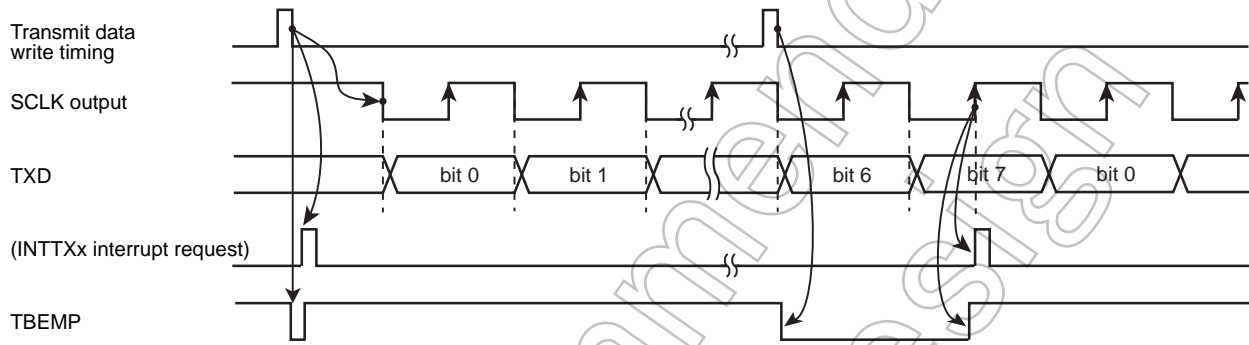 Transmit data
write timing
SCLK output
TXD
bit 0
bit 1
bit 6
bit 7
bit 0
(INTTXx interrupt request)
TBEMP